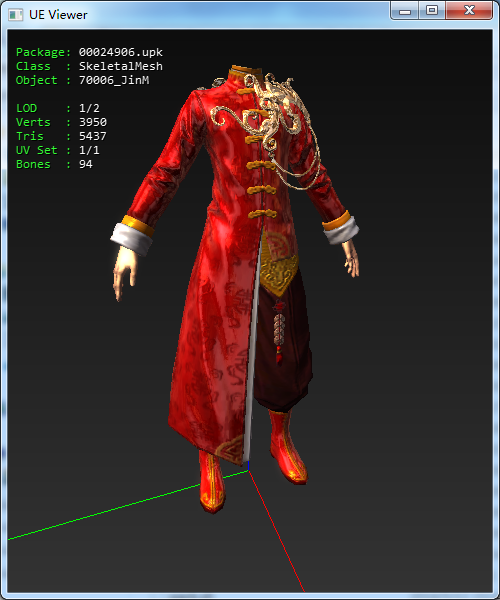 UE Viewer
Package: 00024906.upk
Class : SkeletalMesh
Object : 70006_JinM
LOD : 1/2
Verts : 3950
Tris : 5437
UV Set : 1/1
Bones : 94